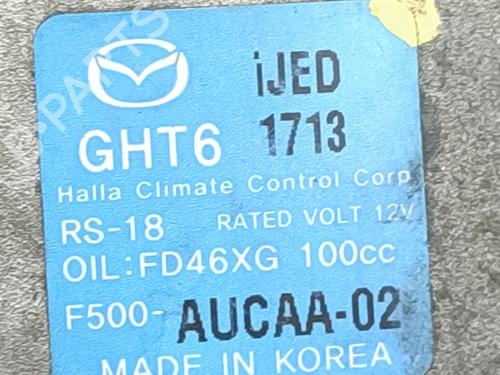 iJED
GHT6 1713
Halla Climate Control Corp
RS-18 RATED VOLT 12V
OIL:FD46XG 100cc
F500-AUCAA-02
MADE IN KOREA